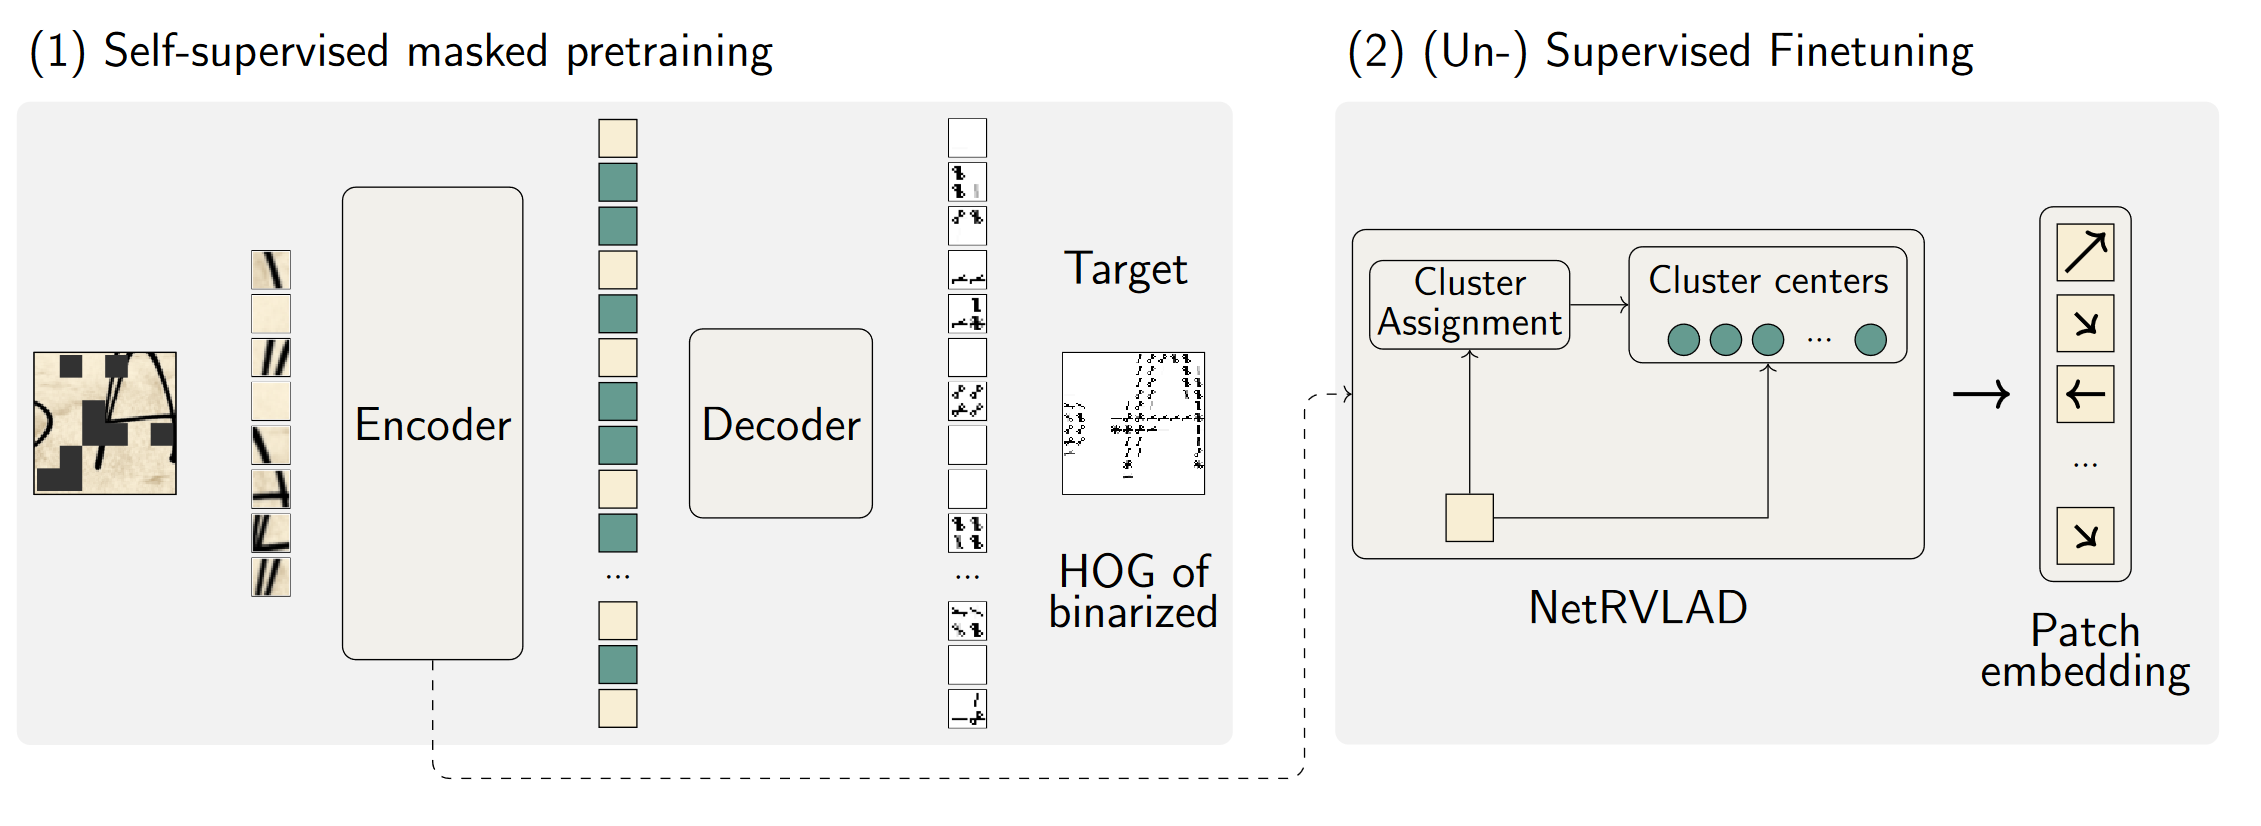 (1) Self-supervised masked pretraining
(2) (Un-) Supervised Finetuning
Encoder
Decoder
...
...
Target
HOG of
binarized
Cluster
Assignment
Cluster centers
...
NetRVLAD
...
Patch
embedding